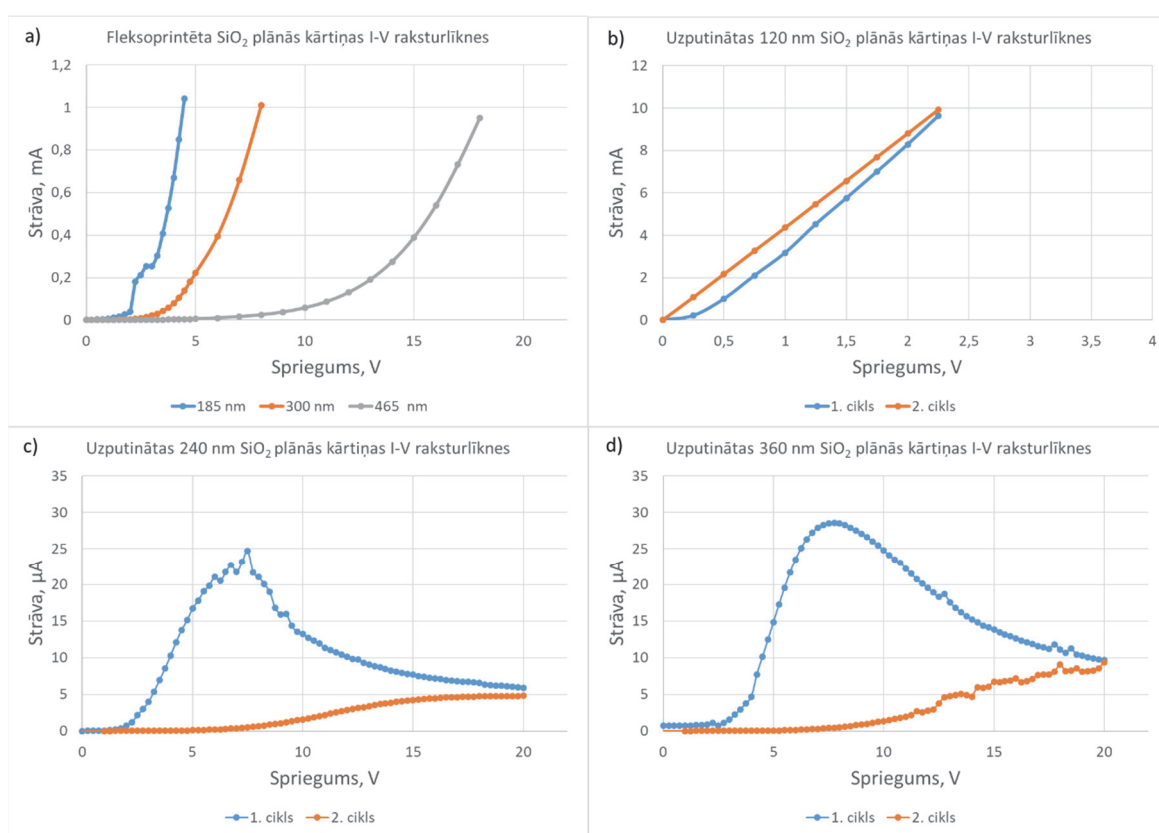 a)
Fleksoprintēta SiO₂ plānās kārtiņas I-V raksturlīknes
1,2
1
0,8
0,6
0,4
0,2
0
Strāva, mA
0 5 10 15 20
Spriegums, V
185 nm 300 nm 465 nm
b)
Uzputinātas 120 nm SiO₂ plānās kārtiņas I-V raksturlīknes
12
10
8
6
4
2
0
Strāva, mA
0 0,5 1 1,5 2 2,5 3 3,5 4
Spriegums, V
1. cikls 2. cikls
c)
Uzputinātas 240 nm SiO₂ plānās kārtiņas I-V raksturlīknes
35
30
25
20
15
10
5
0
Strāva, µA
0 5 10 15 20
Spriegums, V
1. cikls 2. cikls
d)
Uzputinātas 360 nm SiO₂ plānās kārtiņas I-V raksturlīknes
35
30
25
20
15
10
5
0
Strāva, µA
0 5 10 15 20
Spriegums, V
1. cikls 2. cikls